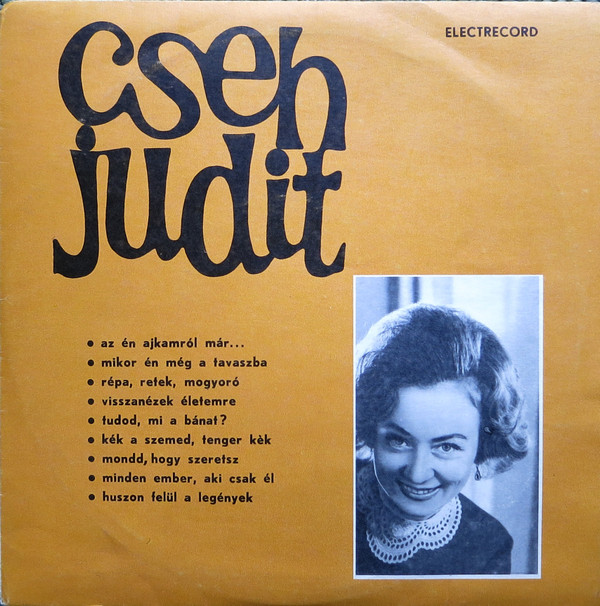 cseh
judit
ELECTRECORD
• az én ajkamról már...
• mikor én még a tavaszba
• répa, retek, mogyoró
• visszanézek életemre
• tudod, mi a bánat?
• kék a szemed, tenger kèk
• mondd, hogy szeretsz
• minden ember, aki csak él
• huszon felül a legények